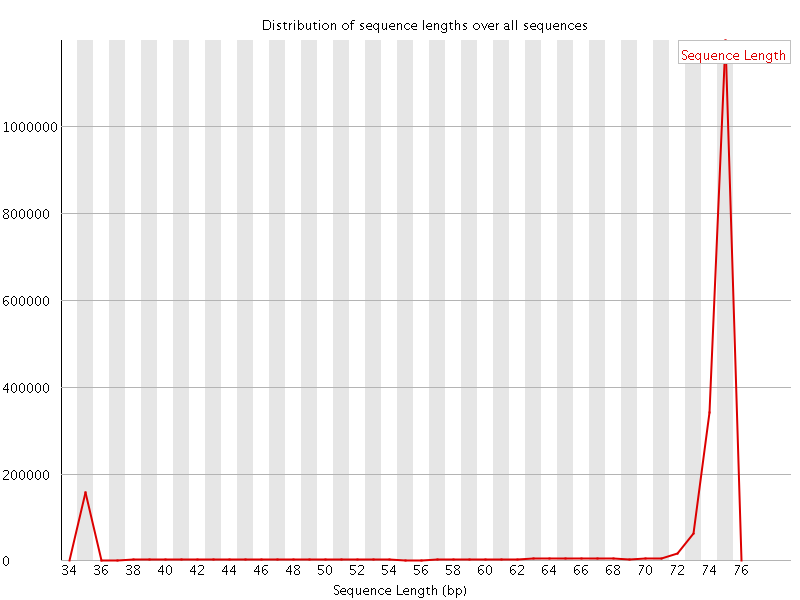 Distribution of sequence lengths over all sequences
Sequence Length
1000000
800000
600000
400000
200000
0
34 36 38 40 42 44 46 48 50 52 54 56 58 60 62 64 66 68 70 72 74 76
Sequence Length (bp)